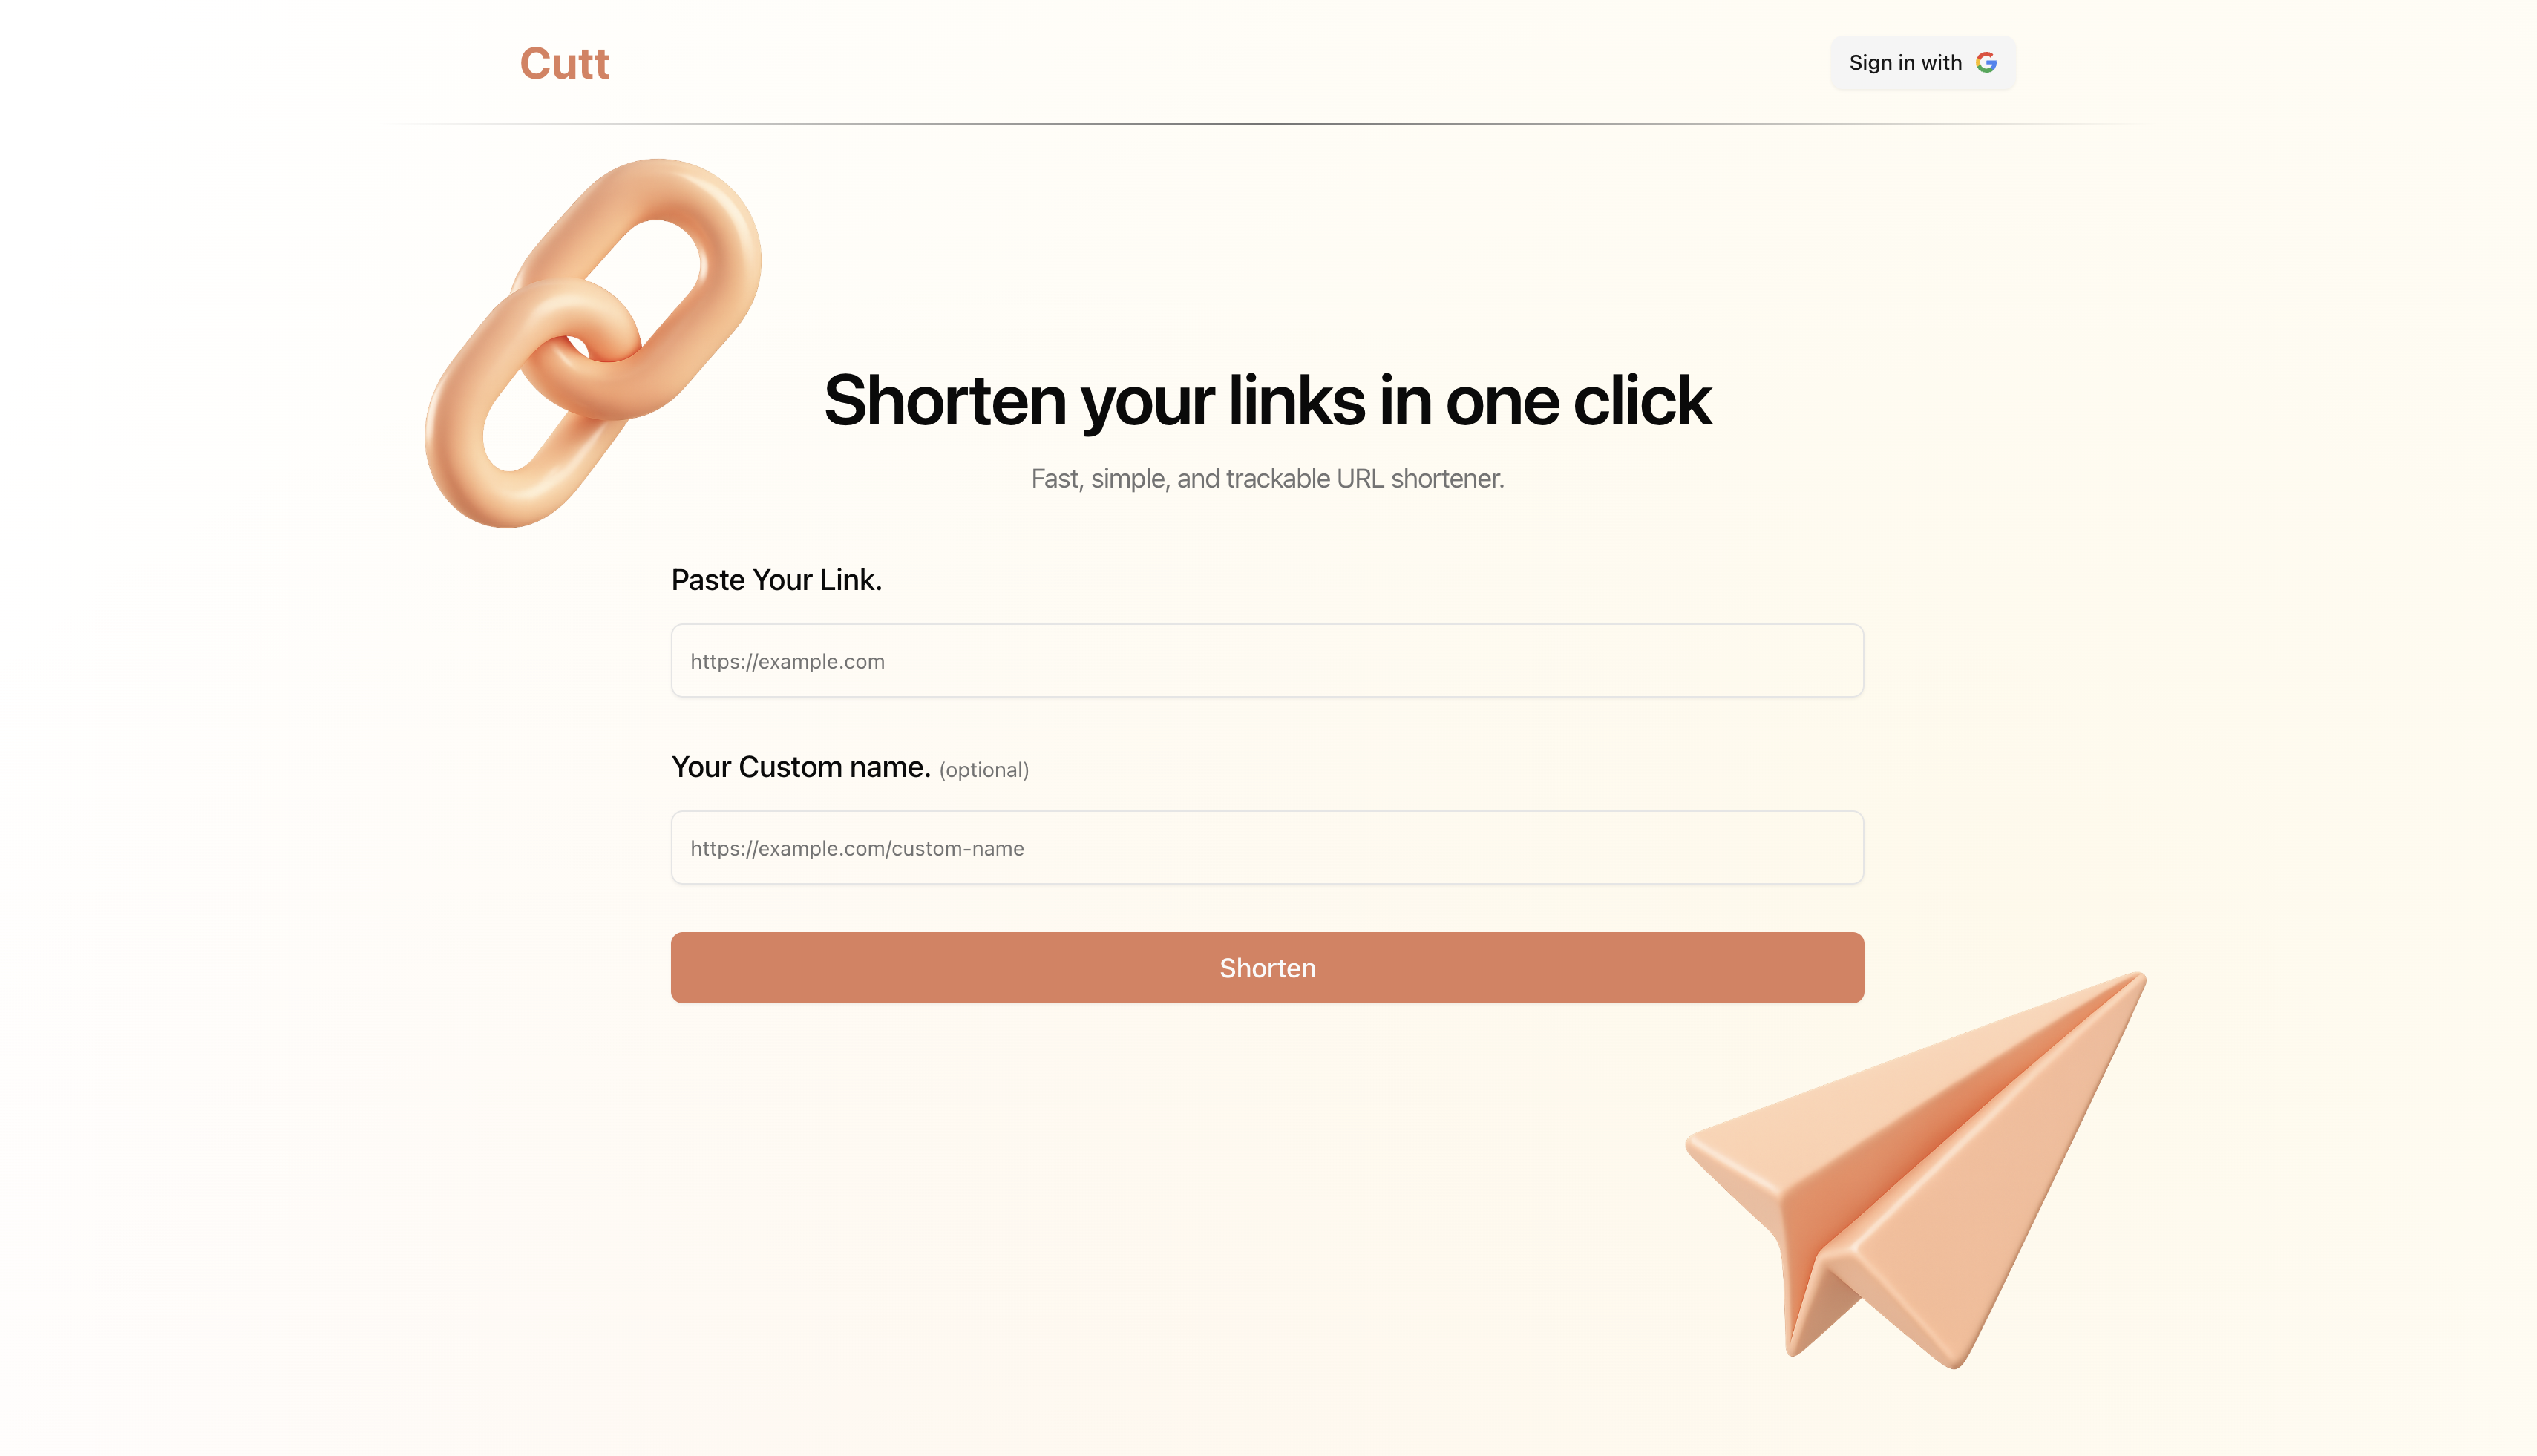 Cutt
Sign in with
Shorten your links in one click
Fast, simple, and trackable URL shortener.
Paste Your Link.
https://example.com
Your Custom name. (optional)
https://example.com/custom-name
Shorten